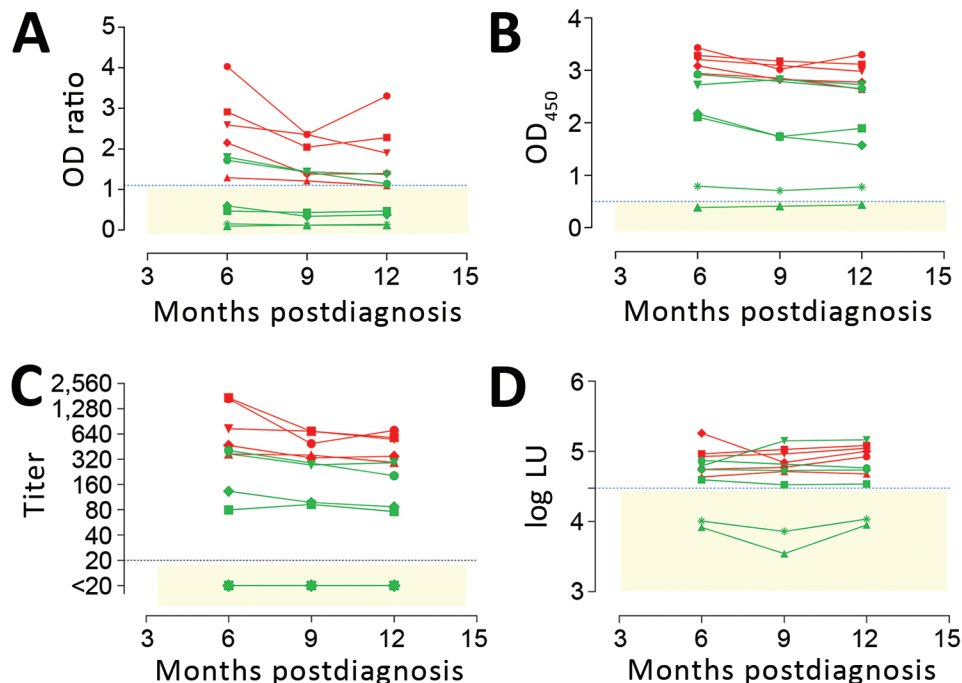 A
OD ratio
5
4
3
2
1
0
3 6 9 12 15
Months postdiagnosis
B
OD450
4
3
2
1
0
3 6 9 12 15
Months postdiagnosis
C
Titer
2,560
1,280
640
320
160
80
40
20
<20
3 6 9 12 15
Months postdiagnosis
D
log LU
6
5
4
3
3 6 9 12 15
Months postdiagnosis